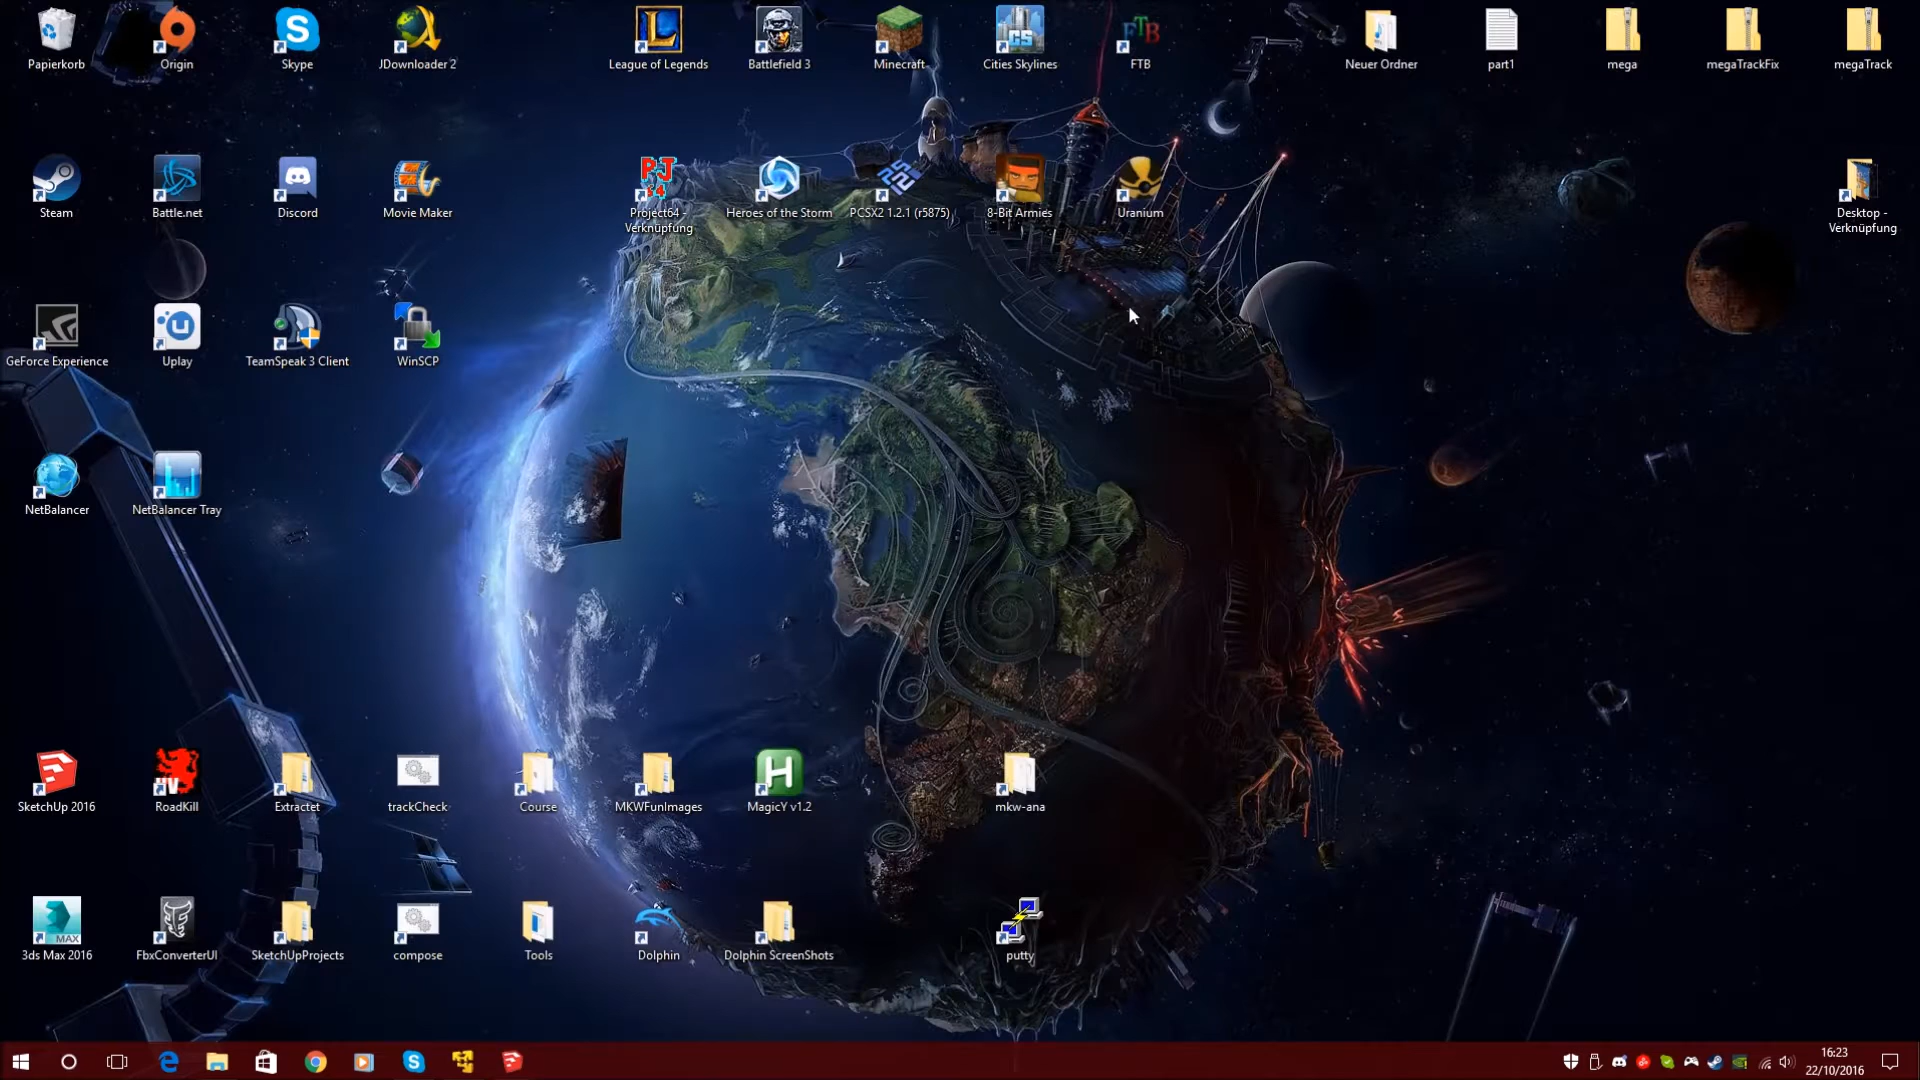 Papierkorb
Origin
Skype
JDownloader 2
League of Legends
Battlefield 3
Minecraft
Cities Skylines
FTB
Neuer Ordner
part1
mega
megaTrackFix
megaTrack
Steam
Battle.net
Discord
Movie Maker
Project64 -
Verknüpfung
Heroes of the Storm
PCSX2 1.2.1 (r5875)
8-Bit Armies
Uranium
Desktop -
Verknüpfung
GeForce Experience
Uplay
TeamSpeak 3 Client
WinSCP
NetBalancer
NetBalancer Tray
SketchUp 2016
RoadKill
Extractet
trackCheck
Course
MKWFunImages
MagicY v1.2
mkw-ana
3ds Max 2016
FbxConverterUI
SketchUpProjects
compose
Tools
Dolphin
Dolphin ScreenShots
putty
16:23
22/10/2016